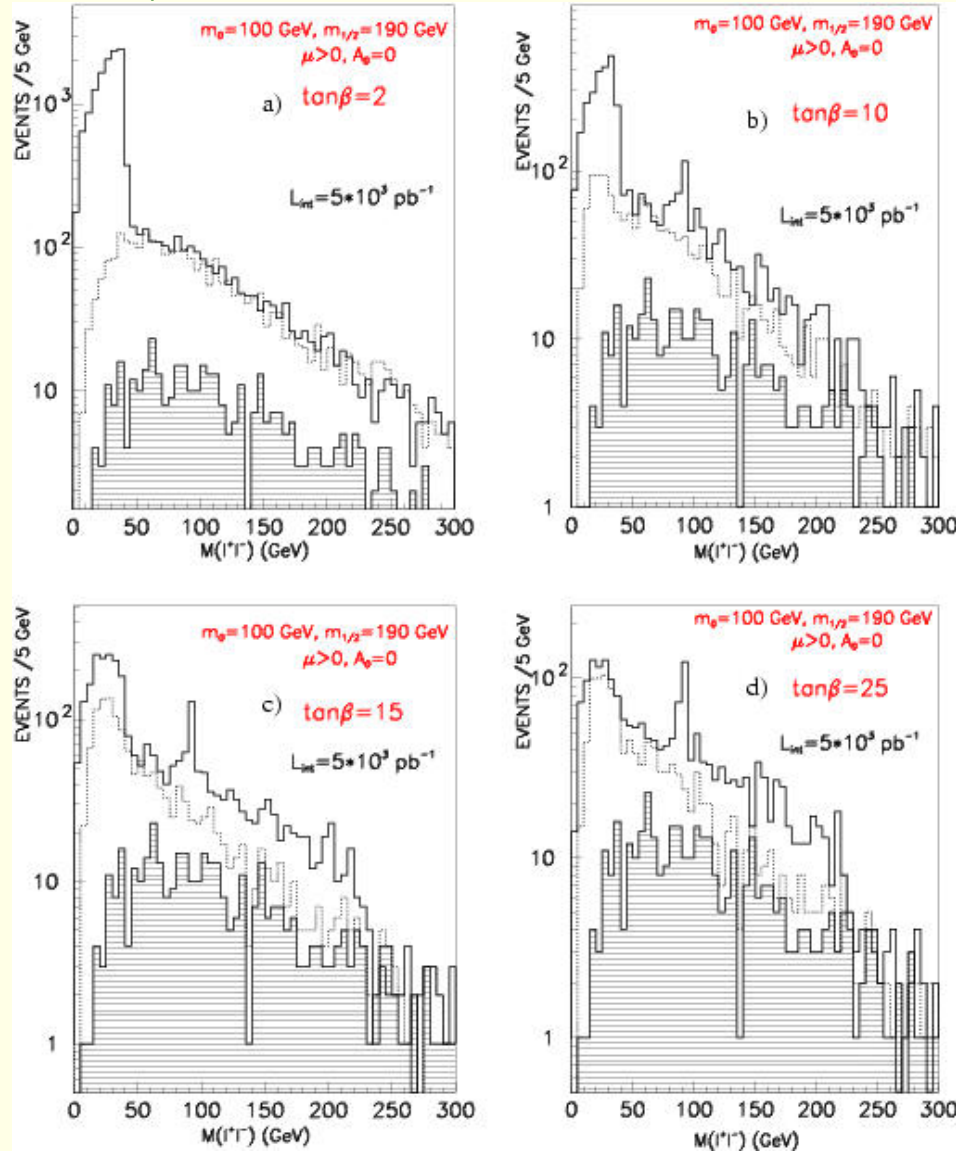 m₀=100 GeV, m₁/₂=190 GeV
μ>0, A₀=0
a) tanβ=2
L_int=5*10³ pb⁻¹
EVENTS /5 GeV
10³
10²
10
0 50 100 150 200 250 300
M(l⁺l⁻) (GeV)
m₀=100 GeV, m₁/₂=190 GeV
μ>0, A₀=0
b) tanβ=10
L_int=5*10³ pb⁻¹
EVENTS /5 GeV
10²
10
1
0 50 100 150 200 250 300
M(l⁺l⁻) (GeV)
m₀=100 GeV, m₁/₂=190 GeV
μ>0, A₀=0
c) tanβ=15
L_int=5*10³ pb⁻¹
EVENTS /5 GeV
10²
10
1
0 50 100 150 200 250 300
M(l⁺l⁻) (GeV)
m₀=100 GeV, m₁/₂=190 GeV
μ>0, A₀=0
d) tanβ=25
L_int=5*10³ pb⁻¹
EVENTS /5 GeV
10²
10
1
0 50 100 150 200 250 300
M(l⁺l⁻) (GeV)